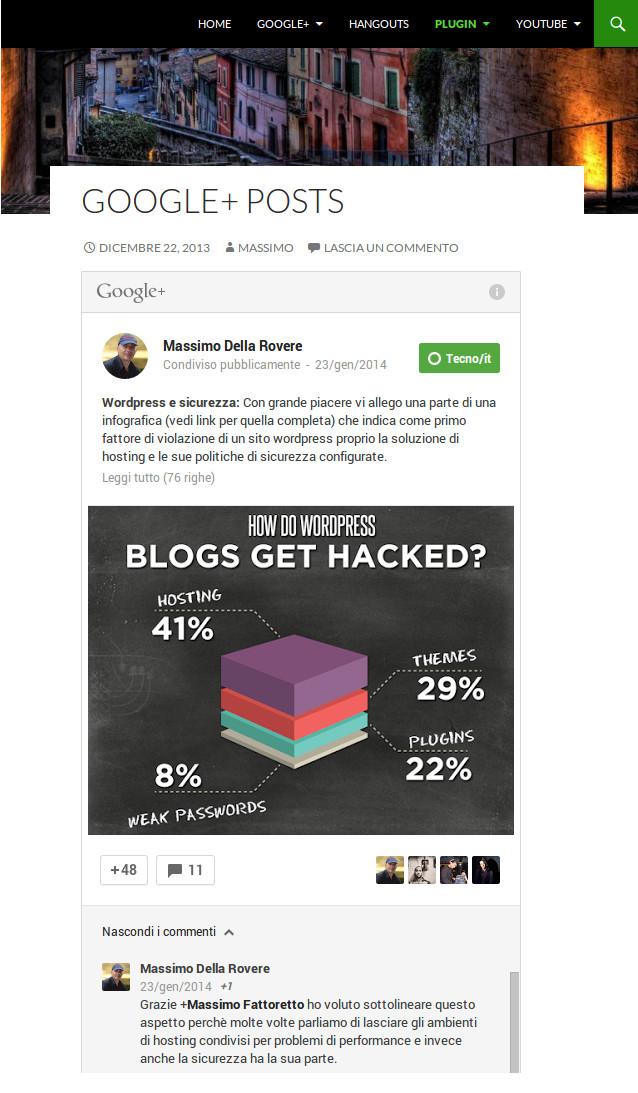 HOME GOOGLE+ HANGOUTS PLUGIN YOUTUBE
GOOGLE+ POSTS
DICEMBRE 22, 2013 MASSIMO LASCIA UN COMMENTO
Google+
Massimo Della Rovere
Condiviso pubblicamente - 23/gen/2014
Tecno/it
Wordpress e sicurezza: Con grande piacere vi allego una parte di una
infografica (vedi link per quella completa) che indica come primo
fattore di violazione di un sito wordpress proprio la soluzione di
hosting e le sue politiche di sicurezza configurate.
Leggi tutto (76 righe)
HOW DO WORDPRESS
BLOGS GET HACKED?
HOSTING
41%
THEMES
29%
PLUGINS
22%
8%
WEAK PASSWORDS
+48 11
Nascondi i commenti
Massimo Della Rovere
23/gen/2014 +1
Grazie +Massimo Fattoretto ho voluto sottolineare questo
aspetto perchè molte volte parliamo di lasciare gli ambienti
di hosting condivisi per problemi di performance e invece
anche la sicurezza ha la sua parte.